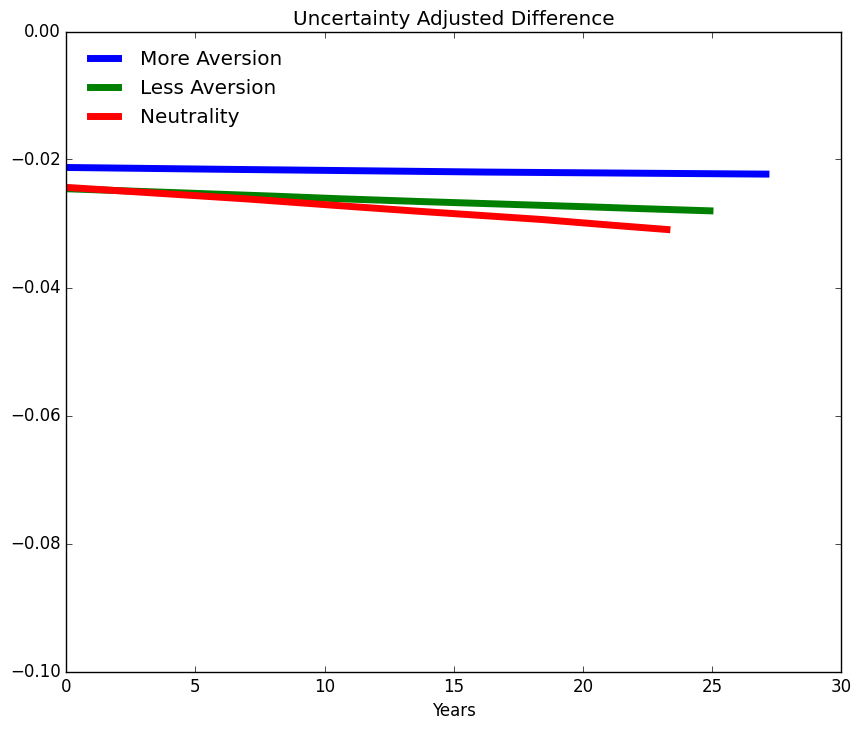 Uncertainty Adjusted Difference
0.00
More Aversion
Less Aversion
Neutrality
−0.02
−0.04
−0.06
−0.08
−0.10
0 5 10 15 20 25 30
Years